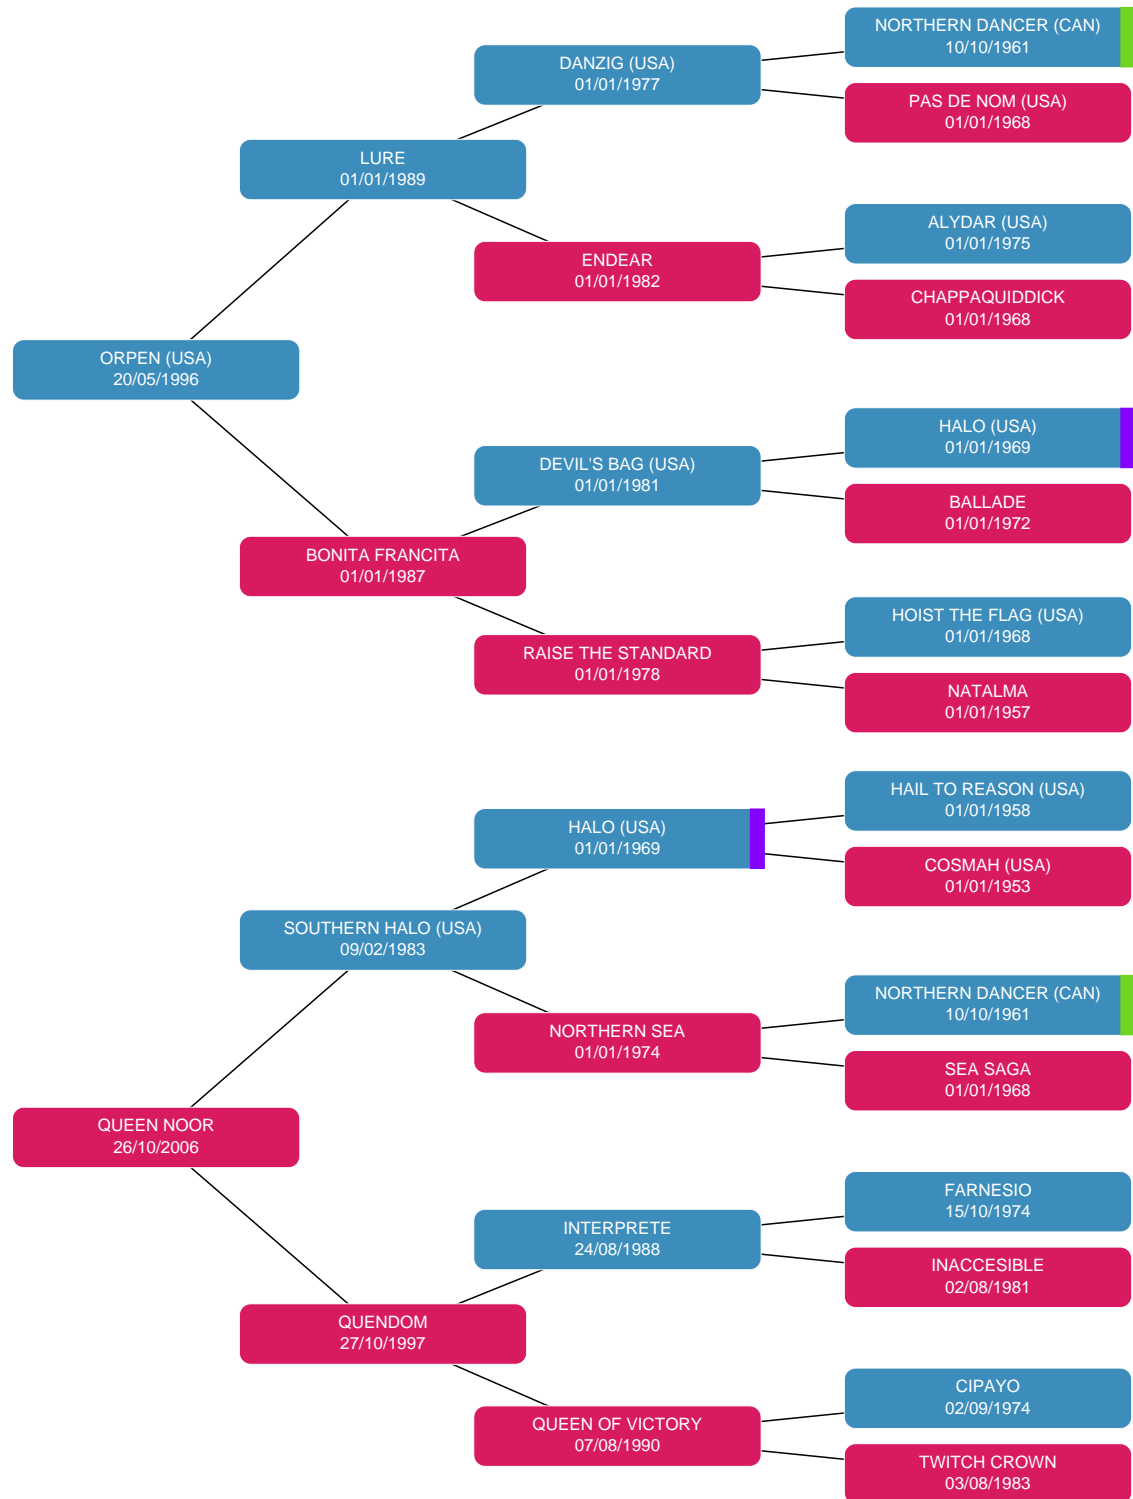 NORTHERN DANCER (CAN)
10/10/1961
DANZIG (USA)
01/01/1977
PAS DE NOM (USA)
01/01/1968
LURE
01/01/1989
ALYDAR (USA)
01/01/1975
ENDEAR
01/01/1982
CHAPPAQUIDDICK
01/01/1968
ORPEN (USA)
20/05/1996
HALO (USA)
01/01/1969
DEVIL'S BAG (USA)
01/01/1981
BALLADE
01/01/1972
BONITA FRANCITA
01/01/1987
HOIST THE FLAG (USA)
01/01/1968
RAISE THE STANDARD
01/01/1978
NATALMA
01/01/1957
HAIL TO REASON (USA)
01/01/1958
HALO (USA)
01/01/1969
COSMAH (USA)
01/01/1953
SOUTHERN HALO (USA)
09/02/1983
NORTHERN DANCER (CAN)
10/10/1961
NORTHERN SEA
01/01/1974
SEA SAGA
01/01/1968
QUEEN NOOR
26/10/2006
FARNESIO
15/10/1974
INTERPRETE
24/08/1988
INACCESIBLE
02/08/1981
QUENDOM
27/10/1997
CIPAYO
02/09/1974
QUEEN OF VICTORY
07/08/1990
TWITCH CROWN
03/08/1983